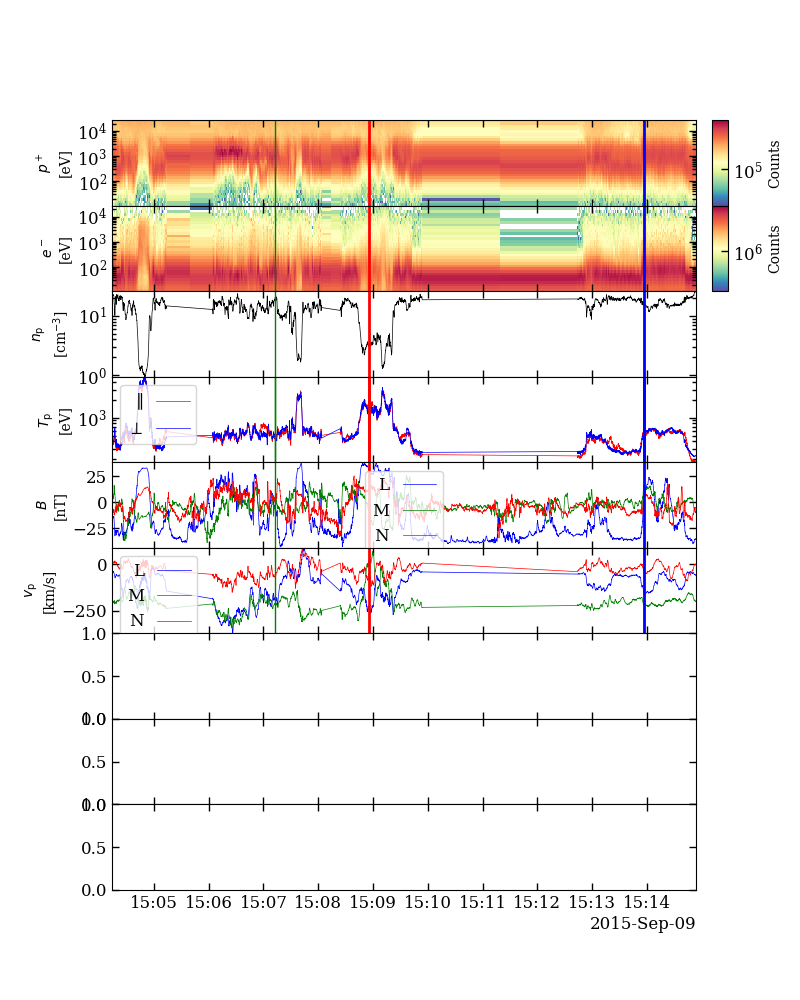 10⁴
10³
10²
p⁺
[eV]
10⁵
Counts
10⁴
10³
10²
e⁻
[eV]
10⁶
Counts
10¹
10⁰
nₚ
[cm⁻³]
10³
Tₚ
[eV]
∥
⊥
25
0
−25
B
[nT]
L
M
N
0
−250
vₚ
[km/s]
L
M
N
1.0
0.5
0.0
1.0
0.5
0.0
1.0
0.5
0.0
15:05 15:06 15:07 15:08 15:09 15:10 15:11 15:12 15:13 15:14
2015-Sep-09